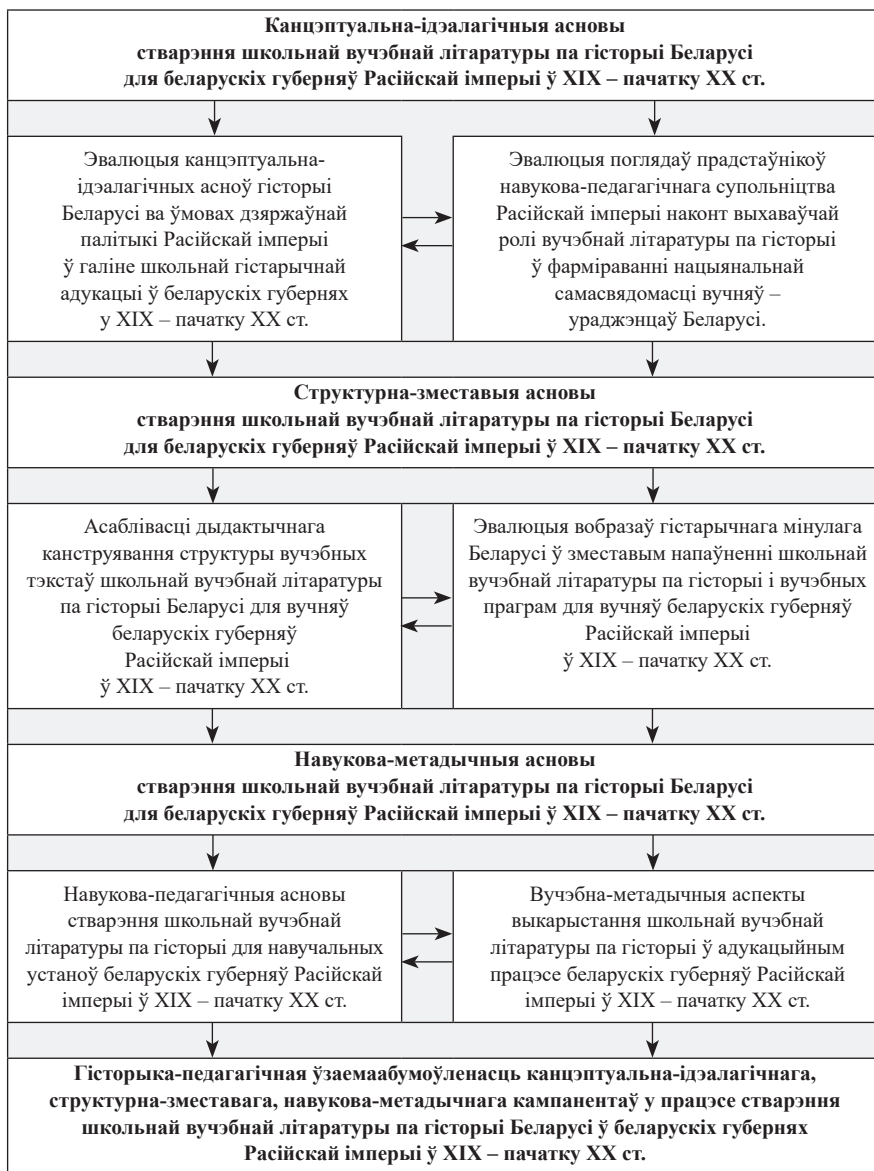 Канцэптуальна-ідэалагічныя асновы
стварэння школьнай вучэбнай літаратуры па гісторыі Беларусі
для беларускіх губерняў Расійскай імперыі ў XIX – пачатку XX ст.
Эвалюцыя канцэптуальна-
ідэалагічных асноў гісторыі
Беларусі ва ўмовах дзяржаўнай
палітыкі Расійскай імперыі
ў галіне школьнай гістарычнай
адукацыі ў беларускіх губернях
у XIX – пачатку XX ст.
Эвалюцыя поглядаў прадстаўнікоў
навукова-педагагічнага супольніцтва
Расійскай імперыі наконт выхаваўчай
ролі вучэбнай літаратуры па гісторыі
ў фарміраванні нацыянальнай
самасвядомасці вучняў –
ураджэнцаў Беларусі.
Структурна-зместавыя асновы
стварэння школьнай вучэбнай літаратуры па гісторыі Беларусі
для беларускіх губерняў Расійскай імперыі ў XIX – пачатку XX ст.
Асаблівасці дыдактычнага
канструявання структуры вучэбных
тэкстаў школьнай вучэбнай літаратуры
па гісторыі Беларусі для вучняў
беларускіх губерняў
Расійскай імперыі
ў XIX – пачатку XX ст.
Эвалюцыя вобразаў гістарычнага мінулага
Беларусі ў зместавым напаўненні школьнай
вучэбнай літаратуры па гісторыі і вучэбных
праграм для вучняў беларускіх губерняў
Расійскай імперыі
ў XIX – пачатку XX ст.
Навукова-метадычныя асновы
стварэння школьнай вучэбнай літаратуры па гісторыі Беларусі
для беларускіх губерняў Расійскай імперыі ў XIX – пачатку XX ст.
Навукова-педагагічныя асновы
стварэння школьнай вучэбнай
літаратуры па гісторыі для навучальных
устаноў беларускіх губерняў Расійскай
імперыі ў XIX – пачатку XX ст.
Вучэбна-метадычныя аспекты
выкарыстання школьнай вучэбнай
літаратуры па гісторыі ў адукацыйным
працэсе беларускіх губерняў Расійскай
імперыі ў XIX – пачатку XX ст.
Гісторыка-педагагічная ўзаемаабумоўленасць канцэптуальна-ідэалагічнага,
структурна-зместавага, навукова-метадычнага кампанентаў у працэсе стварэння
школьнай вучэбнай літаратуры па гісторыі Беларусі ў беларускіх губернях
Расійскай імперыі ў XIX – пачатку XX ст.